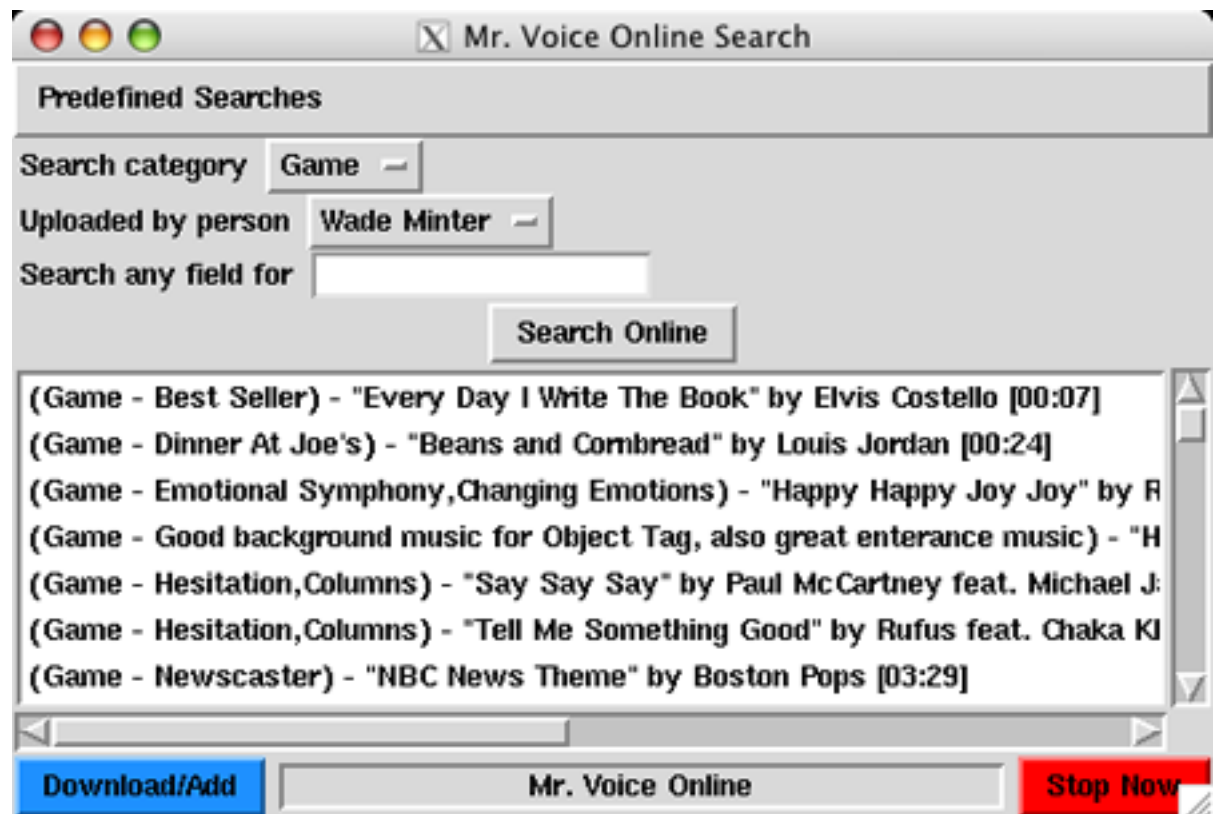 Mr. Voice Online Search
Predefined Searches
Search category Game
Uploaded by person Wade Minter
Search any field for
Search Online
(Game - Best Seller) - "Every Day I Write The Book" by Elvis Costello [00:07]
(Game - Dinner At Joe's) - "Beans and Cornbread" by Louis Jordan [00:24]
(Game - Emotional Symphony,Changing Emotions) - "Happy Happy Joy Joy" by R
(Game - Good background music for Object Tag, also great enterance music) - "H
(Game - Hesitation,Columns) - "Say Say Say" by Paul McCartney feat. Michael J
(Game - Hesitation,Columns) - "Tell Me Something Good" by Rufus feat. Chaka K
(Game - Newscaster) - "NBC News Theme" by Boston Pops [03:29]
Download/Add Mr. Voice Online Stop Now